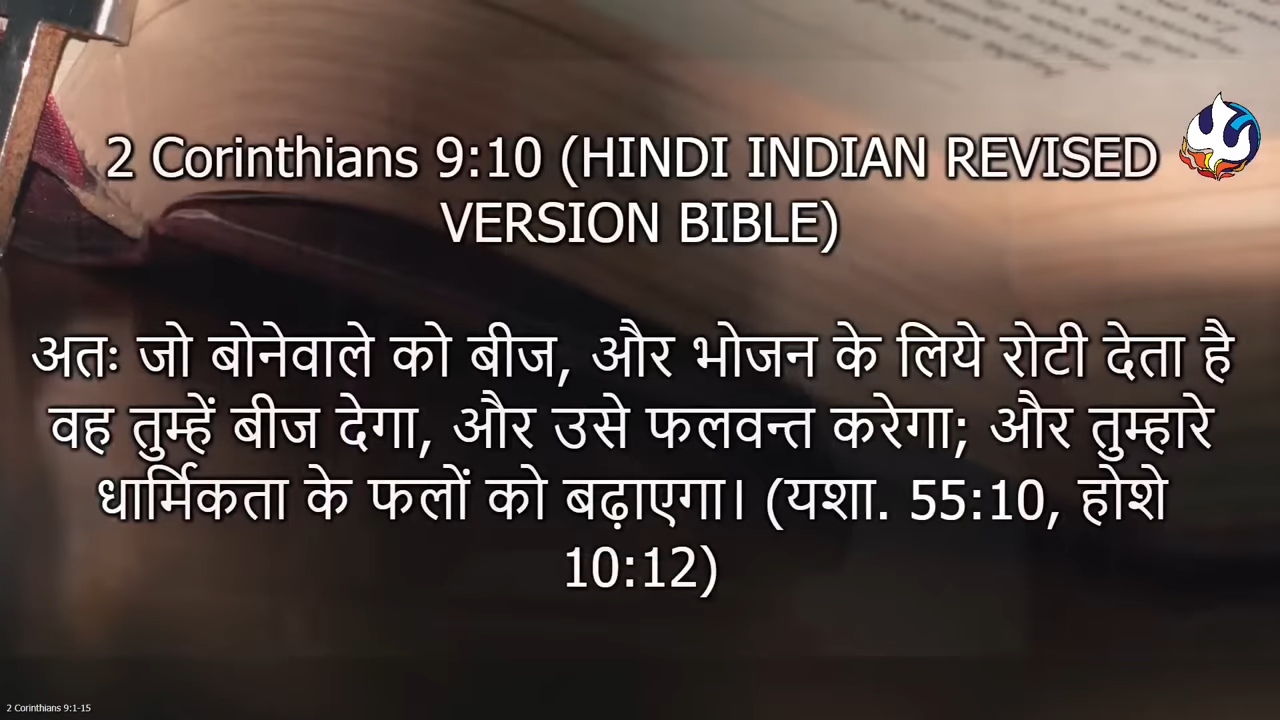 2 Corinthians 9:10 (HINDI INDIAN REVISED
VERSION BIBLE)
अतः जो बोनेवाले को बीज, और भोजन के लिये रोटी देता है
वह तुम्हें बीज देगा, और उसे फलवन्त करेगा; और तुम्हारे
धार्मिकता के फलों को बढ़ाएगा। (यशा. 55:10, होशे
10:12)
2 Corinthians 9:1-15